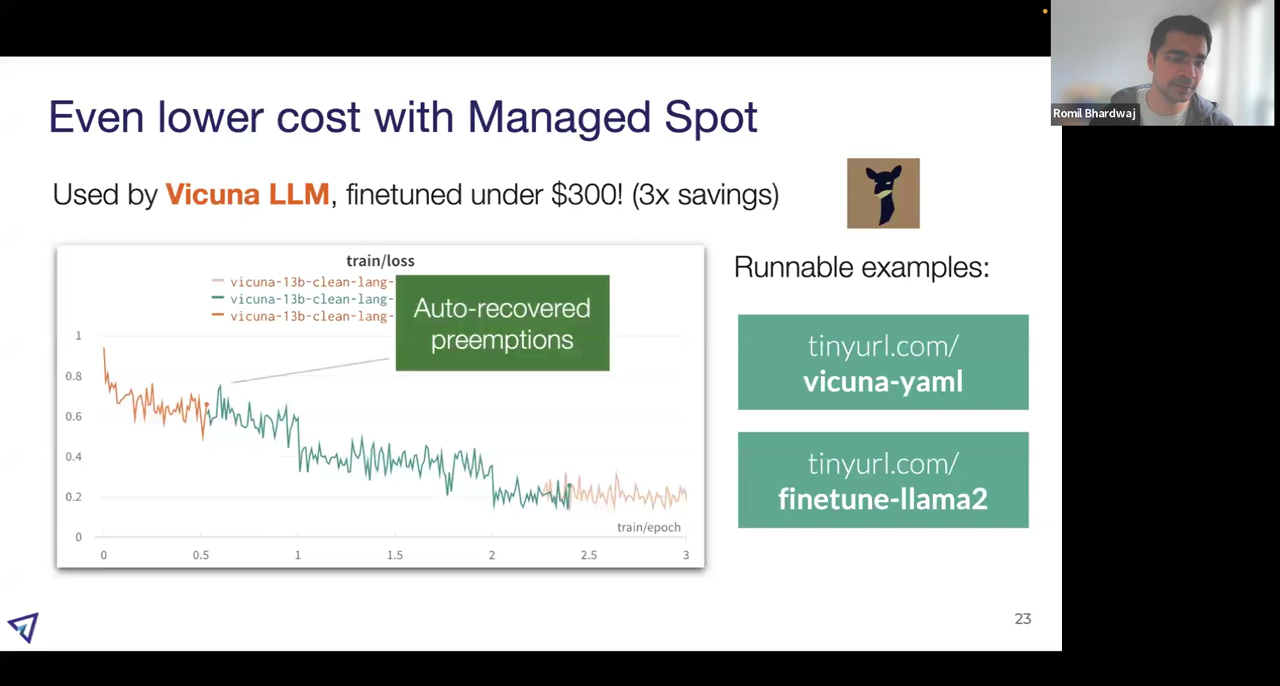 Romil Bhardwaj
Even lower cost with Managed Spot
Used by Vicuna LLM, finetuned under $300! (3x savings)
train/loss
vicuna-13b-clean-lang-
vicuna-13b-clean-lang-
vicuna-13b-clean-lang-
Auto-recovered
preemptions
1
0.8
0.6
0.4
0.2
0
train/epoch
0 0.5 1 1.5 2 2.5 3
Runnable examples:
tinyurl.com/
vicuna-yaml
tinyurl.com/
finetune-llama2
23